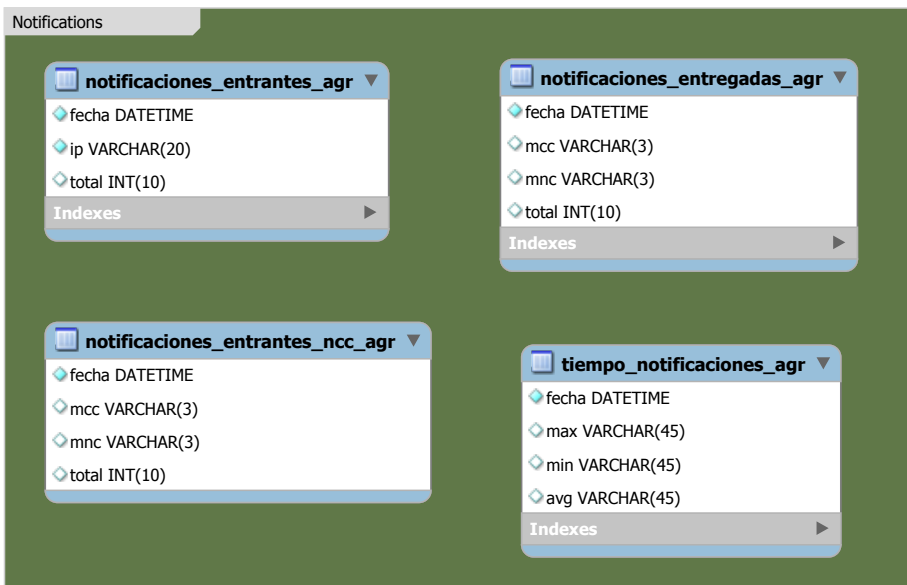 Notifications
notificaciones_entrantes_agr
fecha DATETIME
ip VARCHAR(20)
total INT(10)
Indexes
notificaciones_entregadas_agr
fecha DATETIME
mcc VARCHAR(3)
mnc VARCHAR(3)
total INT(10)
Indexes
notificaciones_entrantes_ncc_agr
fecha DATETIME
mcc VARCHAR(3)
mnc VARCHAR(3)
total INT(10)
tiempo_notificaciones_agr
fecha DATETIME
max VARCHAR(45)
min VARCHAR(45)
avg VARCHAR(45)
Indexes